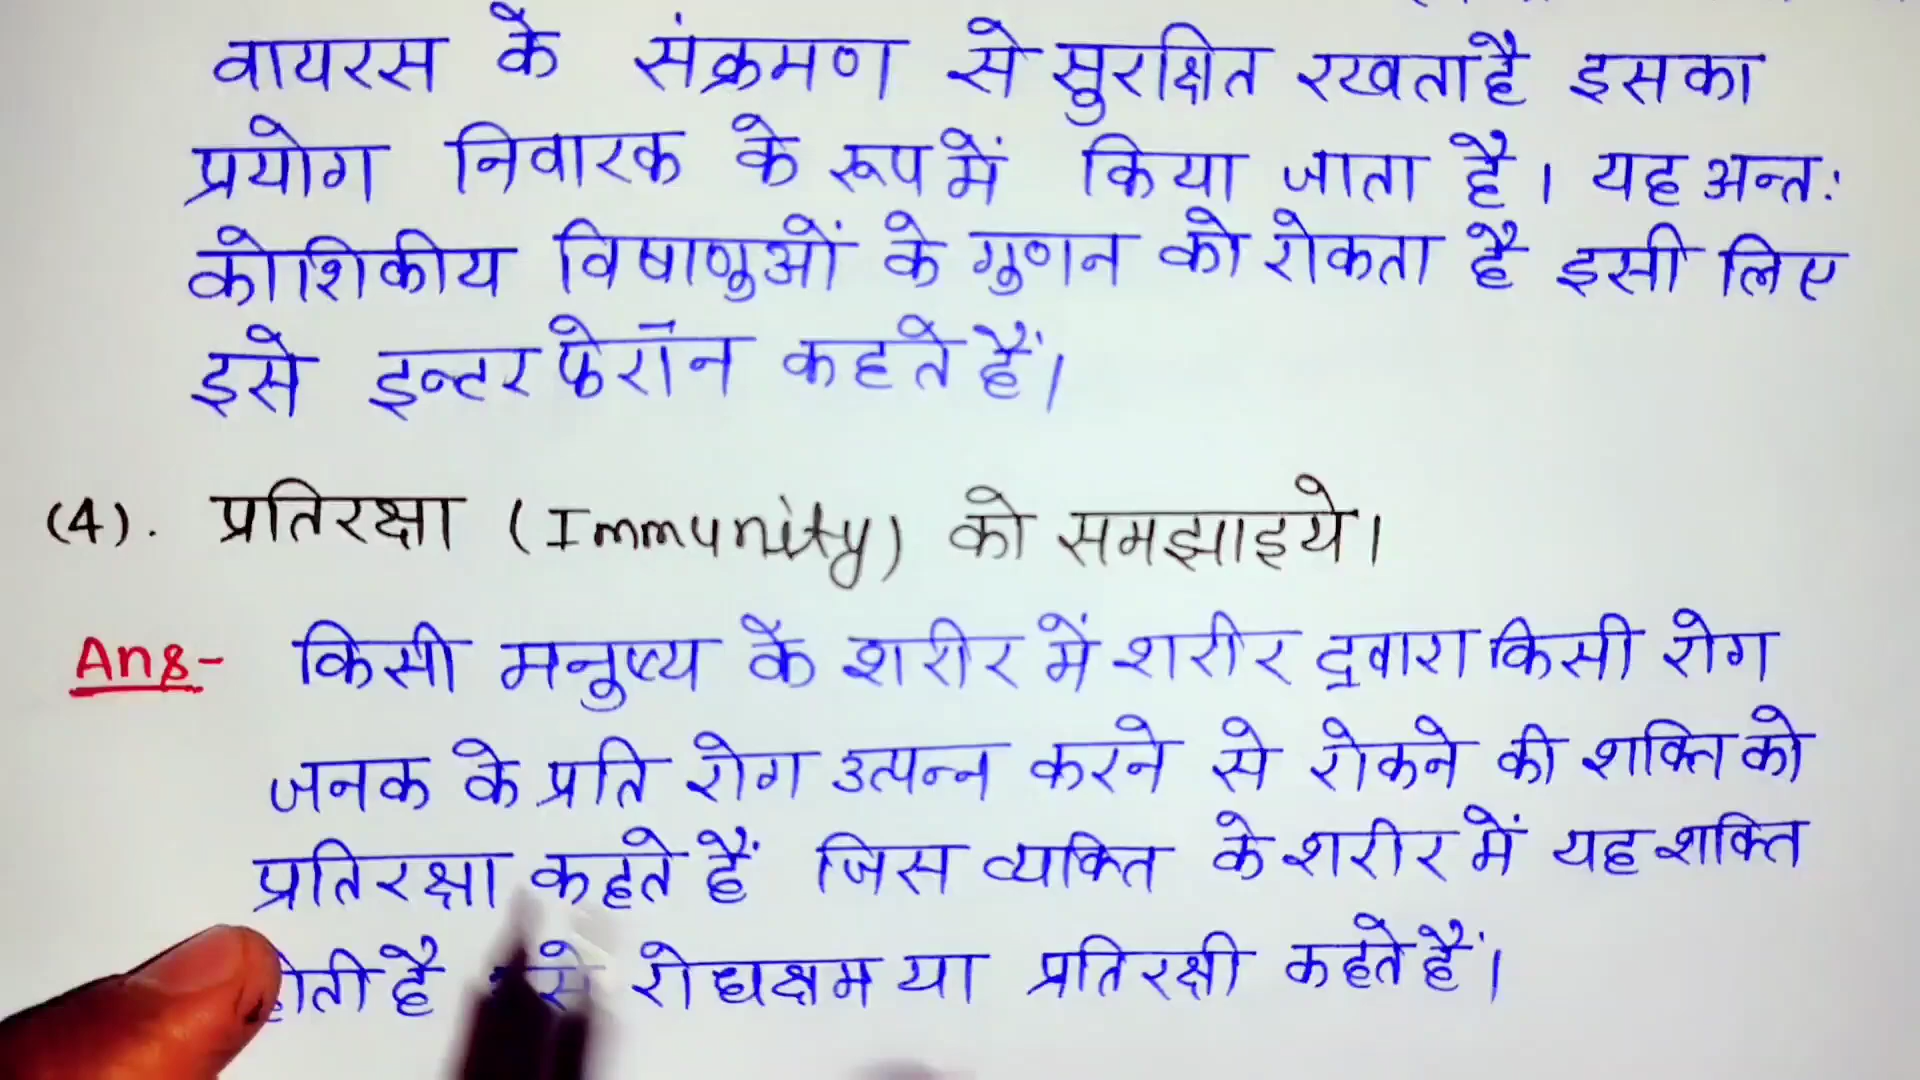 वायरस के संक्रमण से सुरक्षित रखता है इसका
प्रयोग निवारक के रूप में किया जाता है। यह अन्त:
कोशिकीय विषाणुओं के गुणन को रोकता है इसी लिए
इसे इन्टरफेरॉन कहते हैं।
(4). प्रतिरक्षा (Immunity) को समझाइये।
Ans- किसी मनुष्य के शरीर में शरीर द्वारा किसी रोग
जनक के प्रति रोग उत्पन्न करने से रोकने की शक्ति को
प्रतिरक्षा कहते हैं जिस व्यक्ति के शरीर में यह शक्ति
होती है रोधक्षम या प्रतिरक्षी कहते हैं।